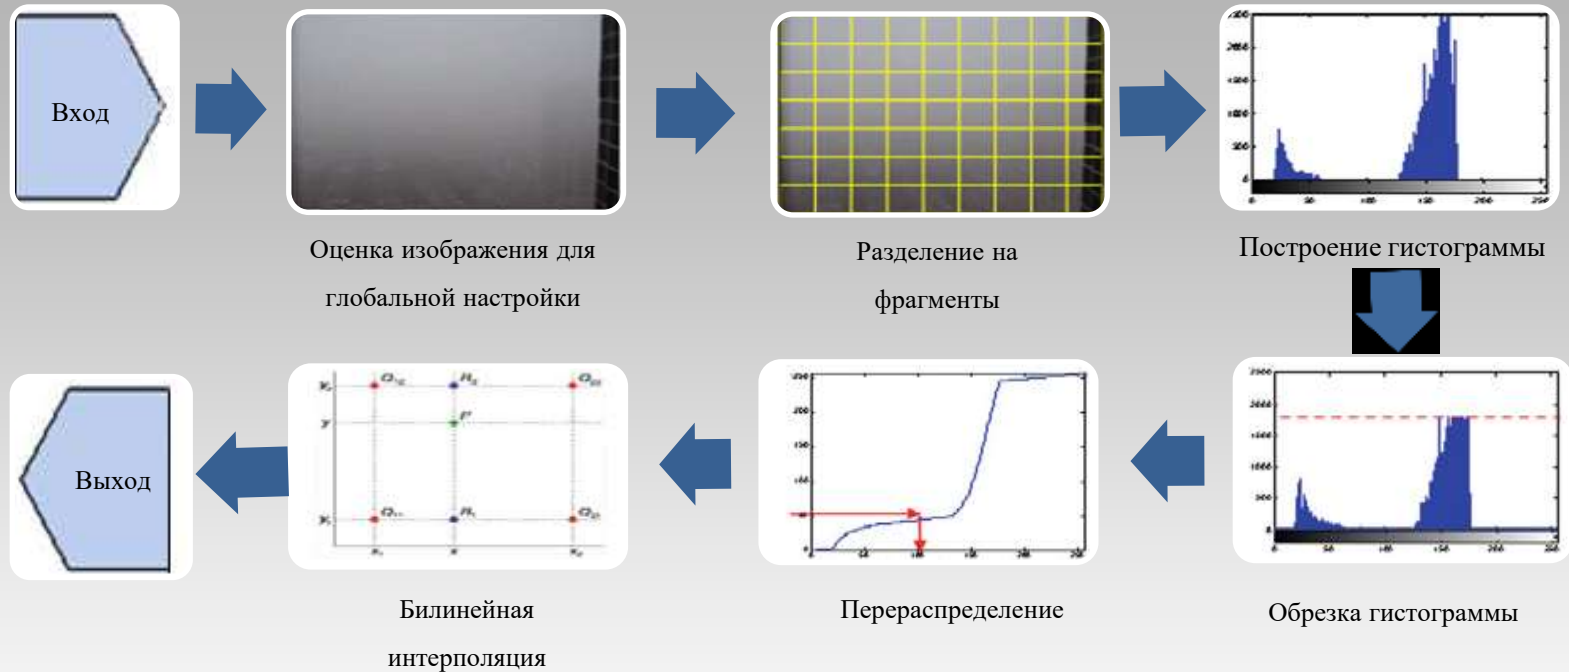 Вход
Оценка изображения для
глобальной настройки
Разделение на
фрагменты
Построение гистограммы
Выход
Билинейная
интерполяция
Перераспределение
Обрезка гистограммы